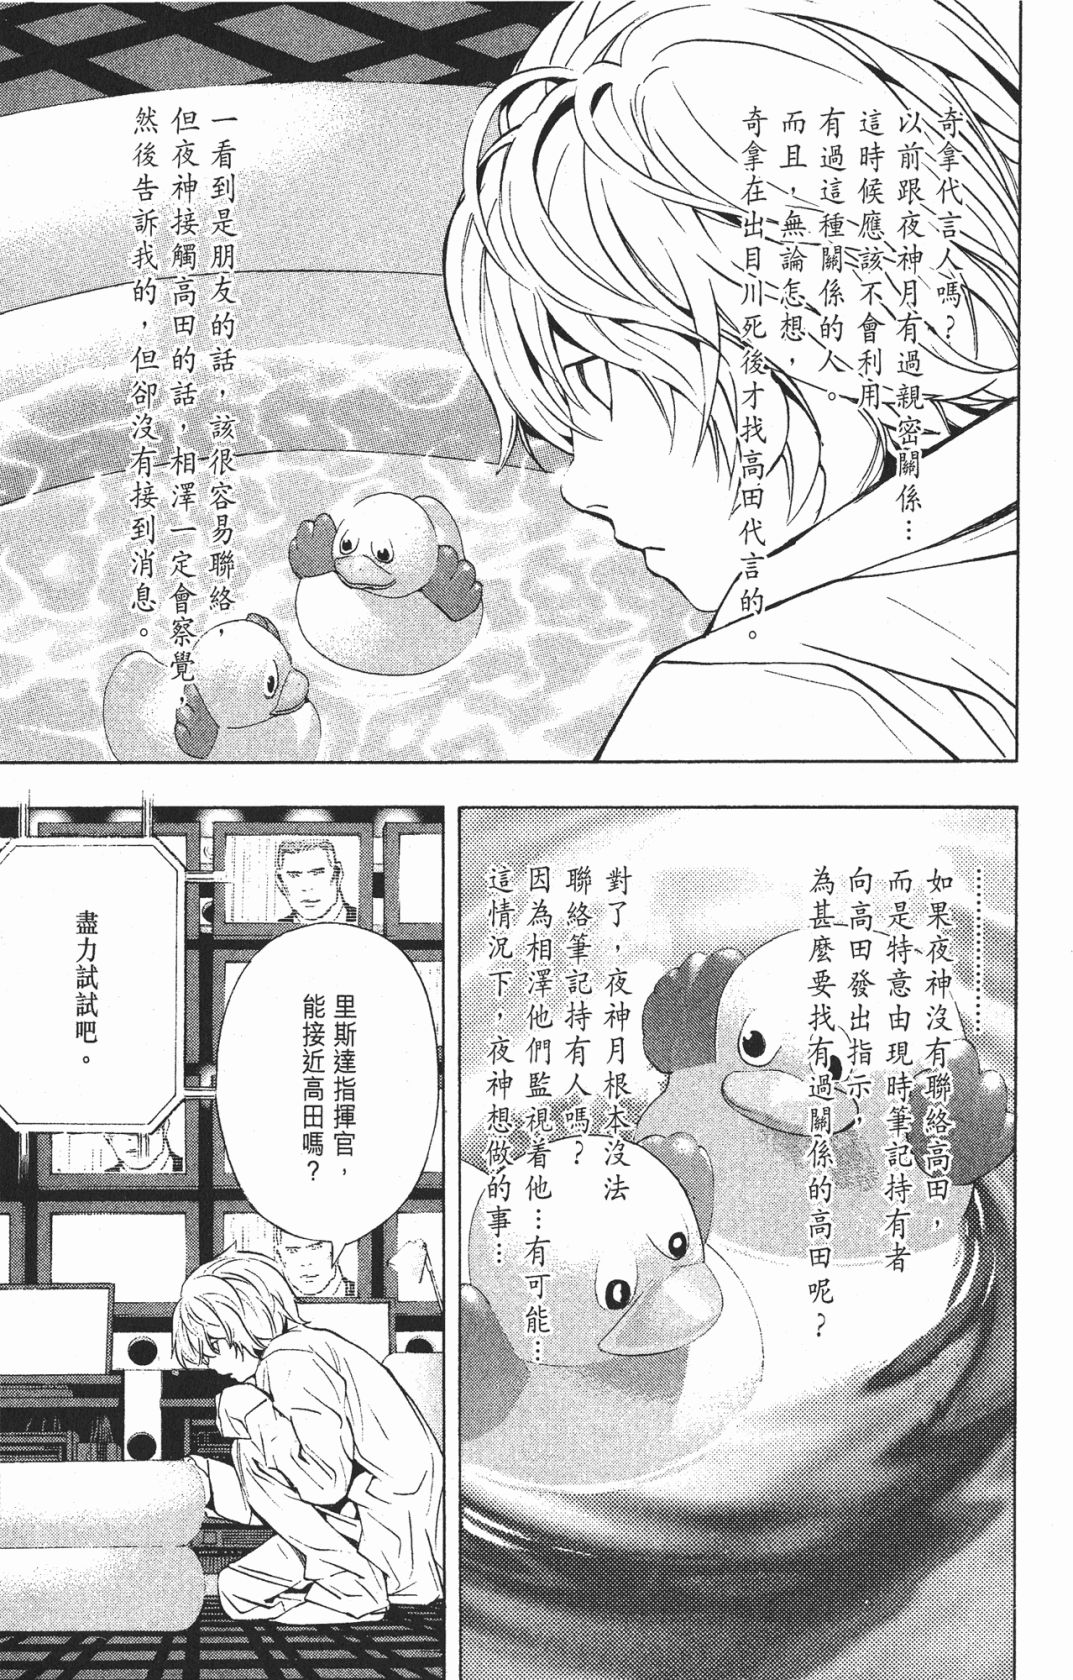 奇拿代言人嗎？
以前跟夜神月有過親密關係…
這時候應該不會利用
有過這種關係的人。
而且，無論怎想，
奇拿在出目川死後才找高田代言的。
一看到是朋友的話，該很容易聯絡，
但夜神接觸高田的話，相澤一定會察覺，
然後告訴我的，但卻沒有接到消息。
………………
如果夜神沒有聯絡高田，
而是特意由現時筆記持有者
向高田發出指示，
為甚麼要找有過關係的高田呢？
對了，夜神月根本沒法
聯絡筆記持有人嗎？
因為相澤他們監視着他…有可能…
這情況下，夜神想做的事…
里斯達指揮官，
能接近高田嗎？
盡力試試吧。